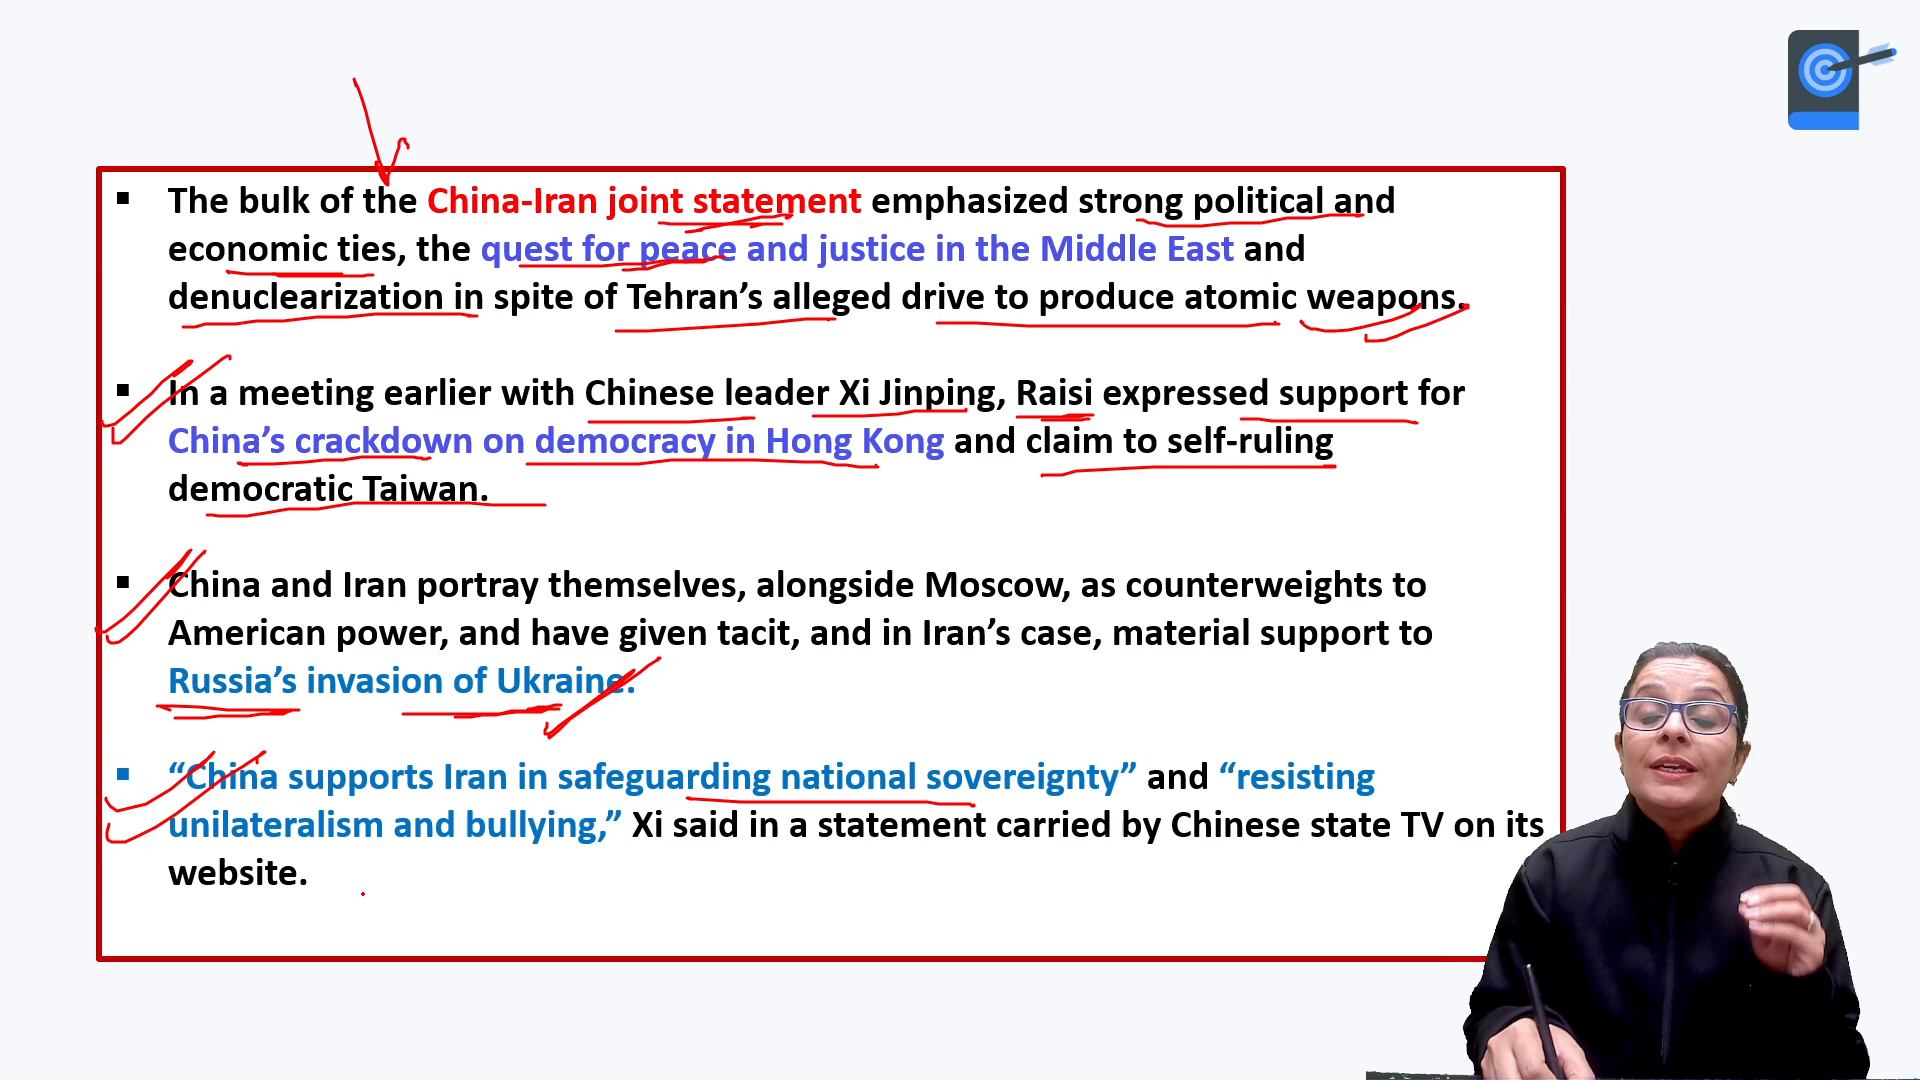 ▪ The bulk of the China-Iran joint statement emphasized strong political and
economic ties, the quest for peace and justice in the Middle East and
denuclearization in spite of Tehran’s alleged drive to produce atomic weapons.
▪ In a meeting earlier with Chinese leader Xi Jinping, Raisi expressed support for
China’s crackdown on democracy in Hong Kong and claim to self-ruling
democratic Taiwan.
▪ China and Iran portray themselves, alongside Moscow, as counterweights to
American power, and have given tacit, and in Iran’s case, material support to
Russia’s invasion of Ukraine.
▪ “China supports Iran in safeguarding national sovereignty” and “resisting
unilateralism and bullying,” Xi said in a statement carried by Chinese state TV on its
website.